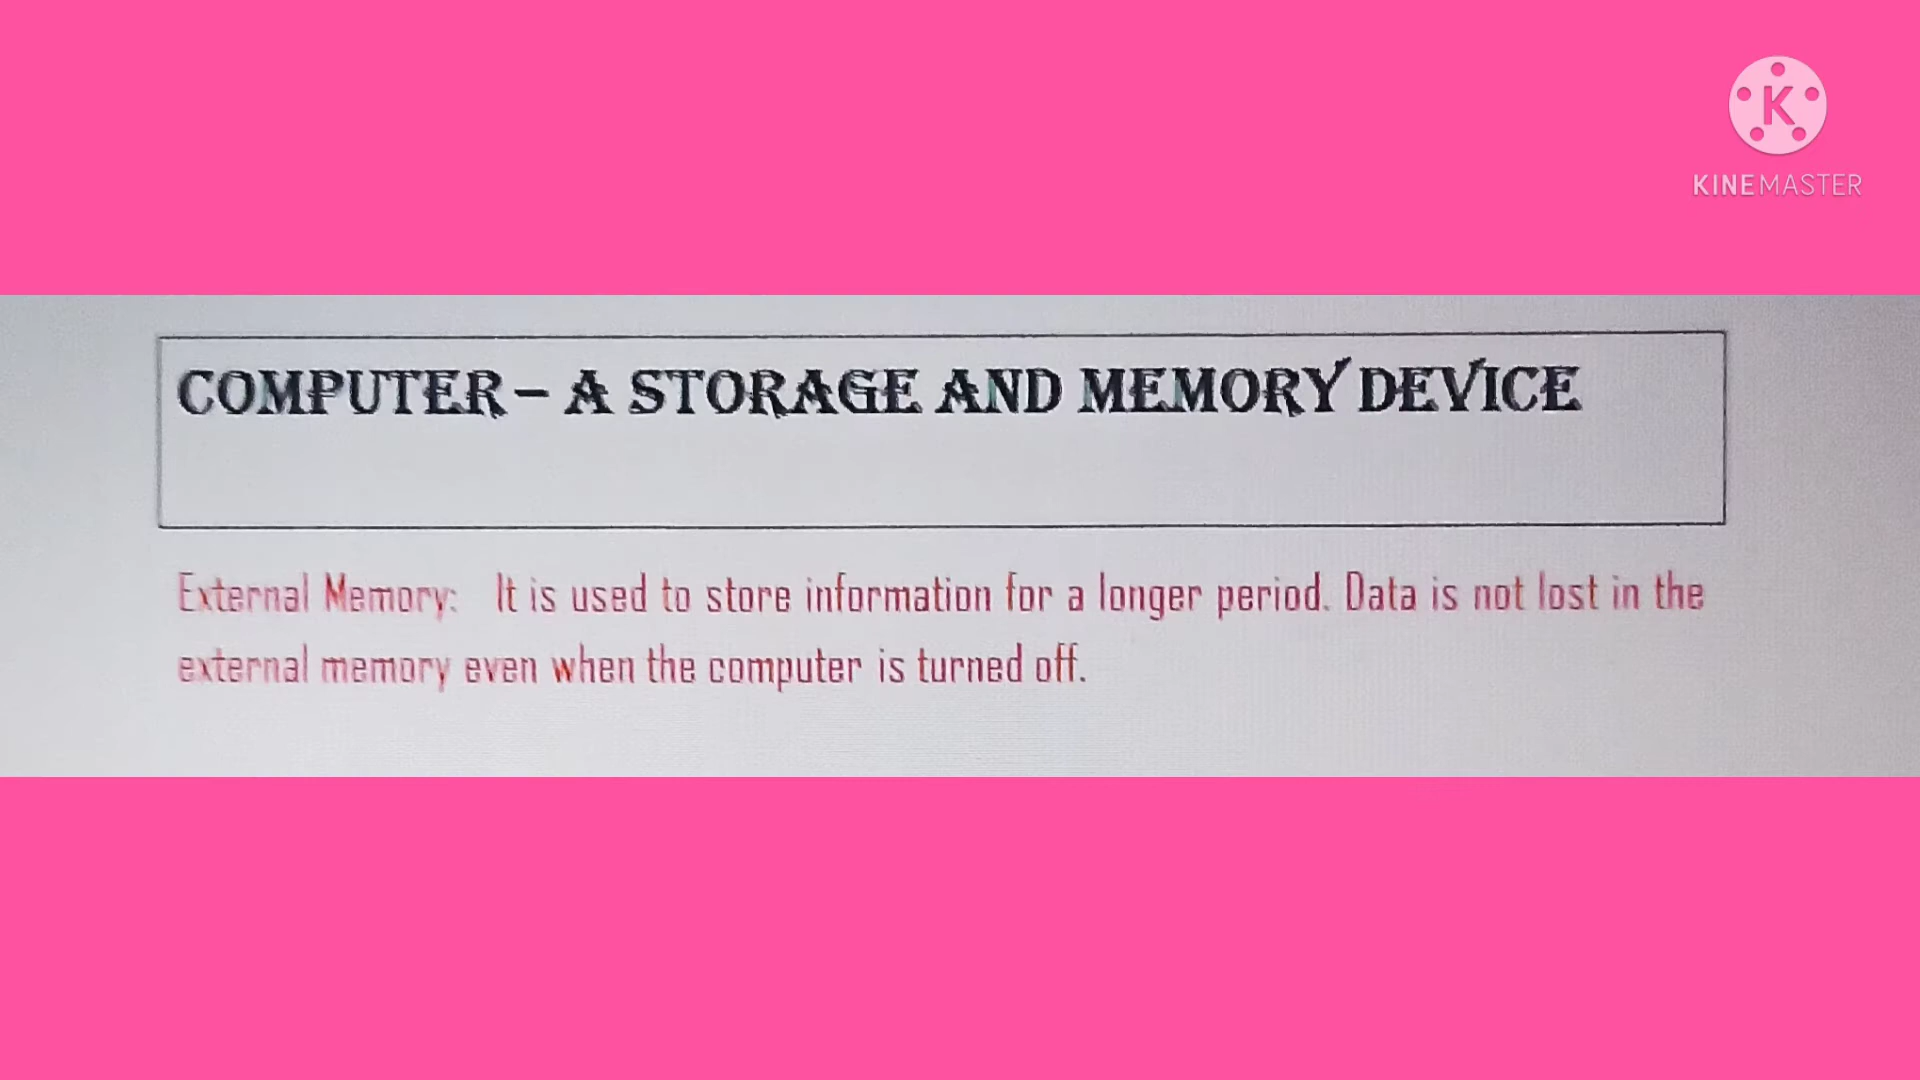 K
KINEMASTER
COMPUTER – A STORAGE AND MEMORY DEVICE
External Memory: It is used to store information for a longer period. Data is not lost in the
external memory even when the computer is turned off.